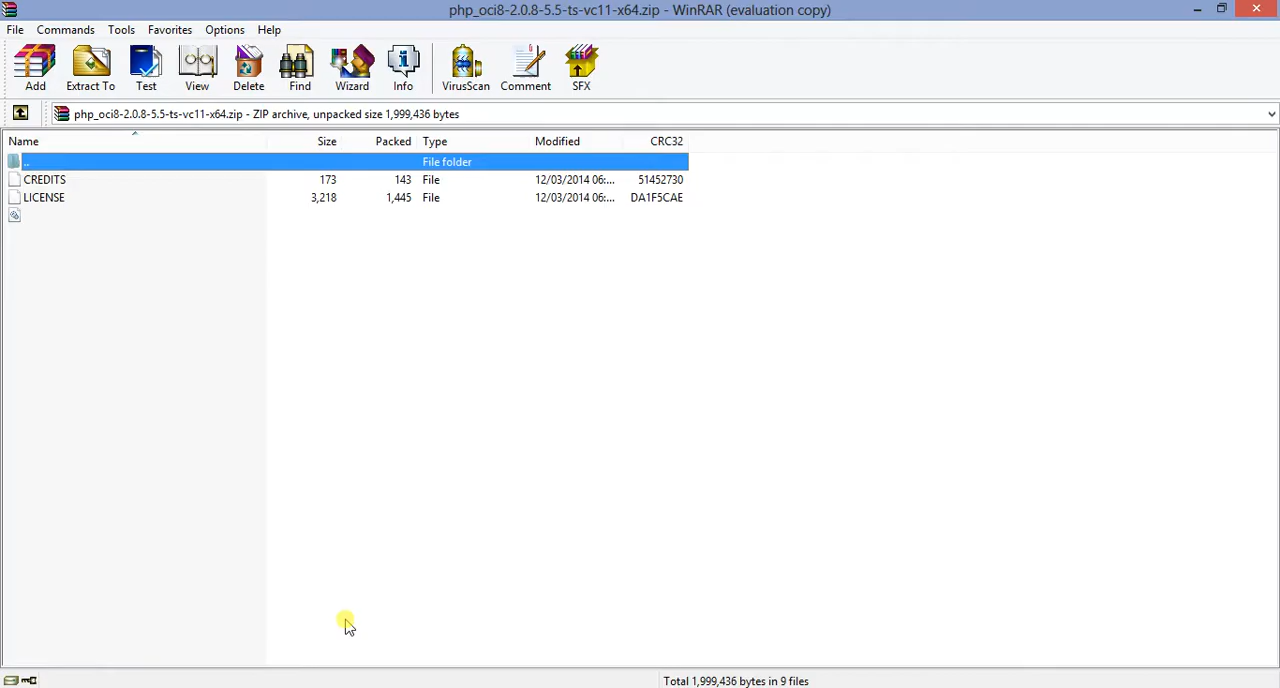 php_oci8-2.0.8-5.5-ts-vc11-x64.zip - WinRAR (evaluation copy)
File Commands Tools Favorites Options Help
Add Extract To Test View Delete Find Wizard Info VirusScan Comment SFX
php_oci8-2.0.8-5.5-ts-vc11-x64.zip - ZIP archive, unpacked size 1,999,436 bytes
Name Size Packed Type Modified CRC32
.. File folder
CREDITS 173 143 File 12/03/2014 06:... 51452730
LICENSE 3,218 1,445 File 12/03/2014 06:... DA1F5CAE
Total 1,999,436 bytes in 9 files